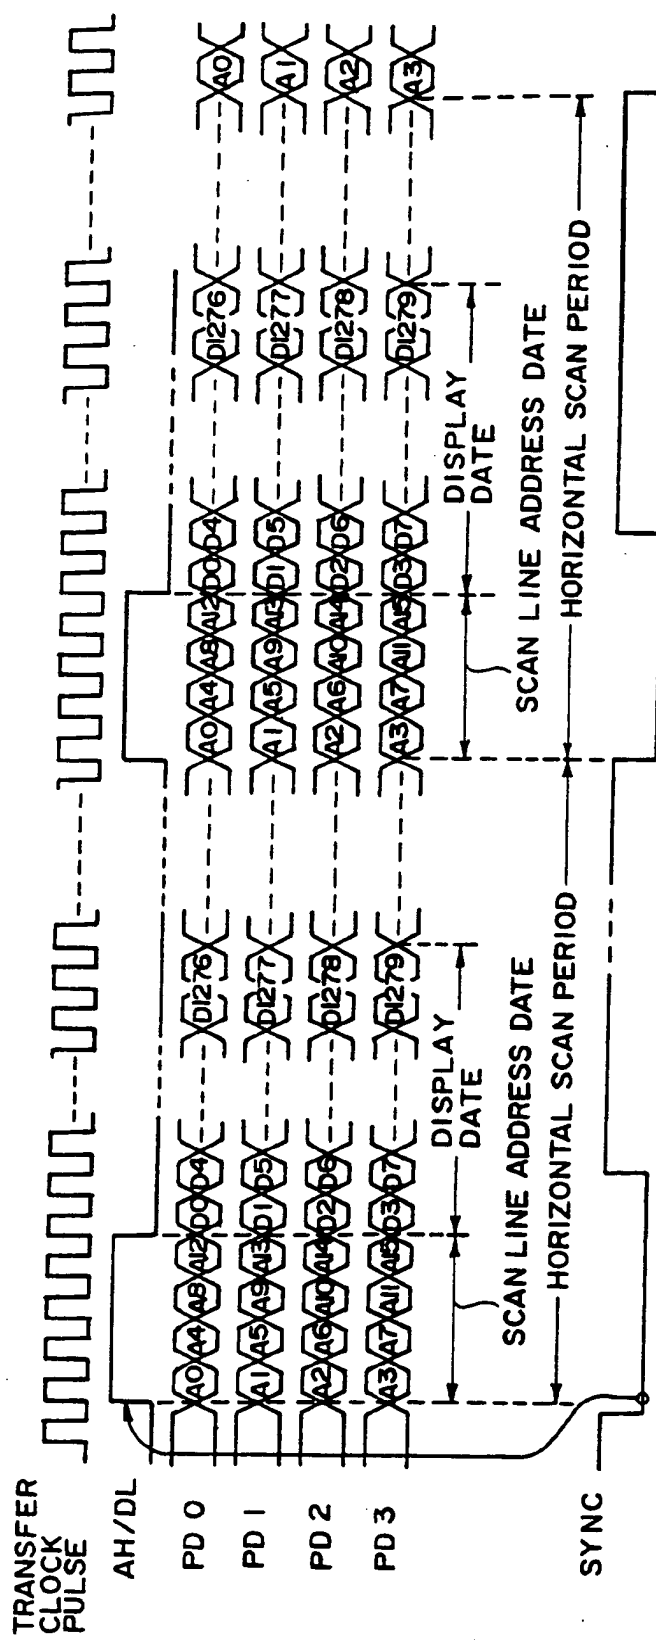 TRANSFER
CLOCK
PULSE
AH/DL
PD 0
A0 A4 A8 A12 D0 D4 D1276 A0 A4 A8 A12 D0 D4 D1276 A0
PD 1
A1 A5 A9 A13 D1 D5 D1277 A1 A5 A9 A13 D1 D5 D1277 A1
PD 2
A2 A6 A10 A14 D2 D6 D1278 A2 A6 A10 A14 D2 D6 D1278 A2
PD 3
A3 A7 A11 A15 D3 D7 D1279 A3 A7 A11 A15 D3 D7 D1279 A3
DISPLAY
DATE
DISPLAY
DATE
SCAN LINE ADDRESS DATE
SCAN LINE ADDRESS DATE
HORIZONTAL SCAN PERIOD
HORIZONTAL SCAN PERIOD
SYNC